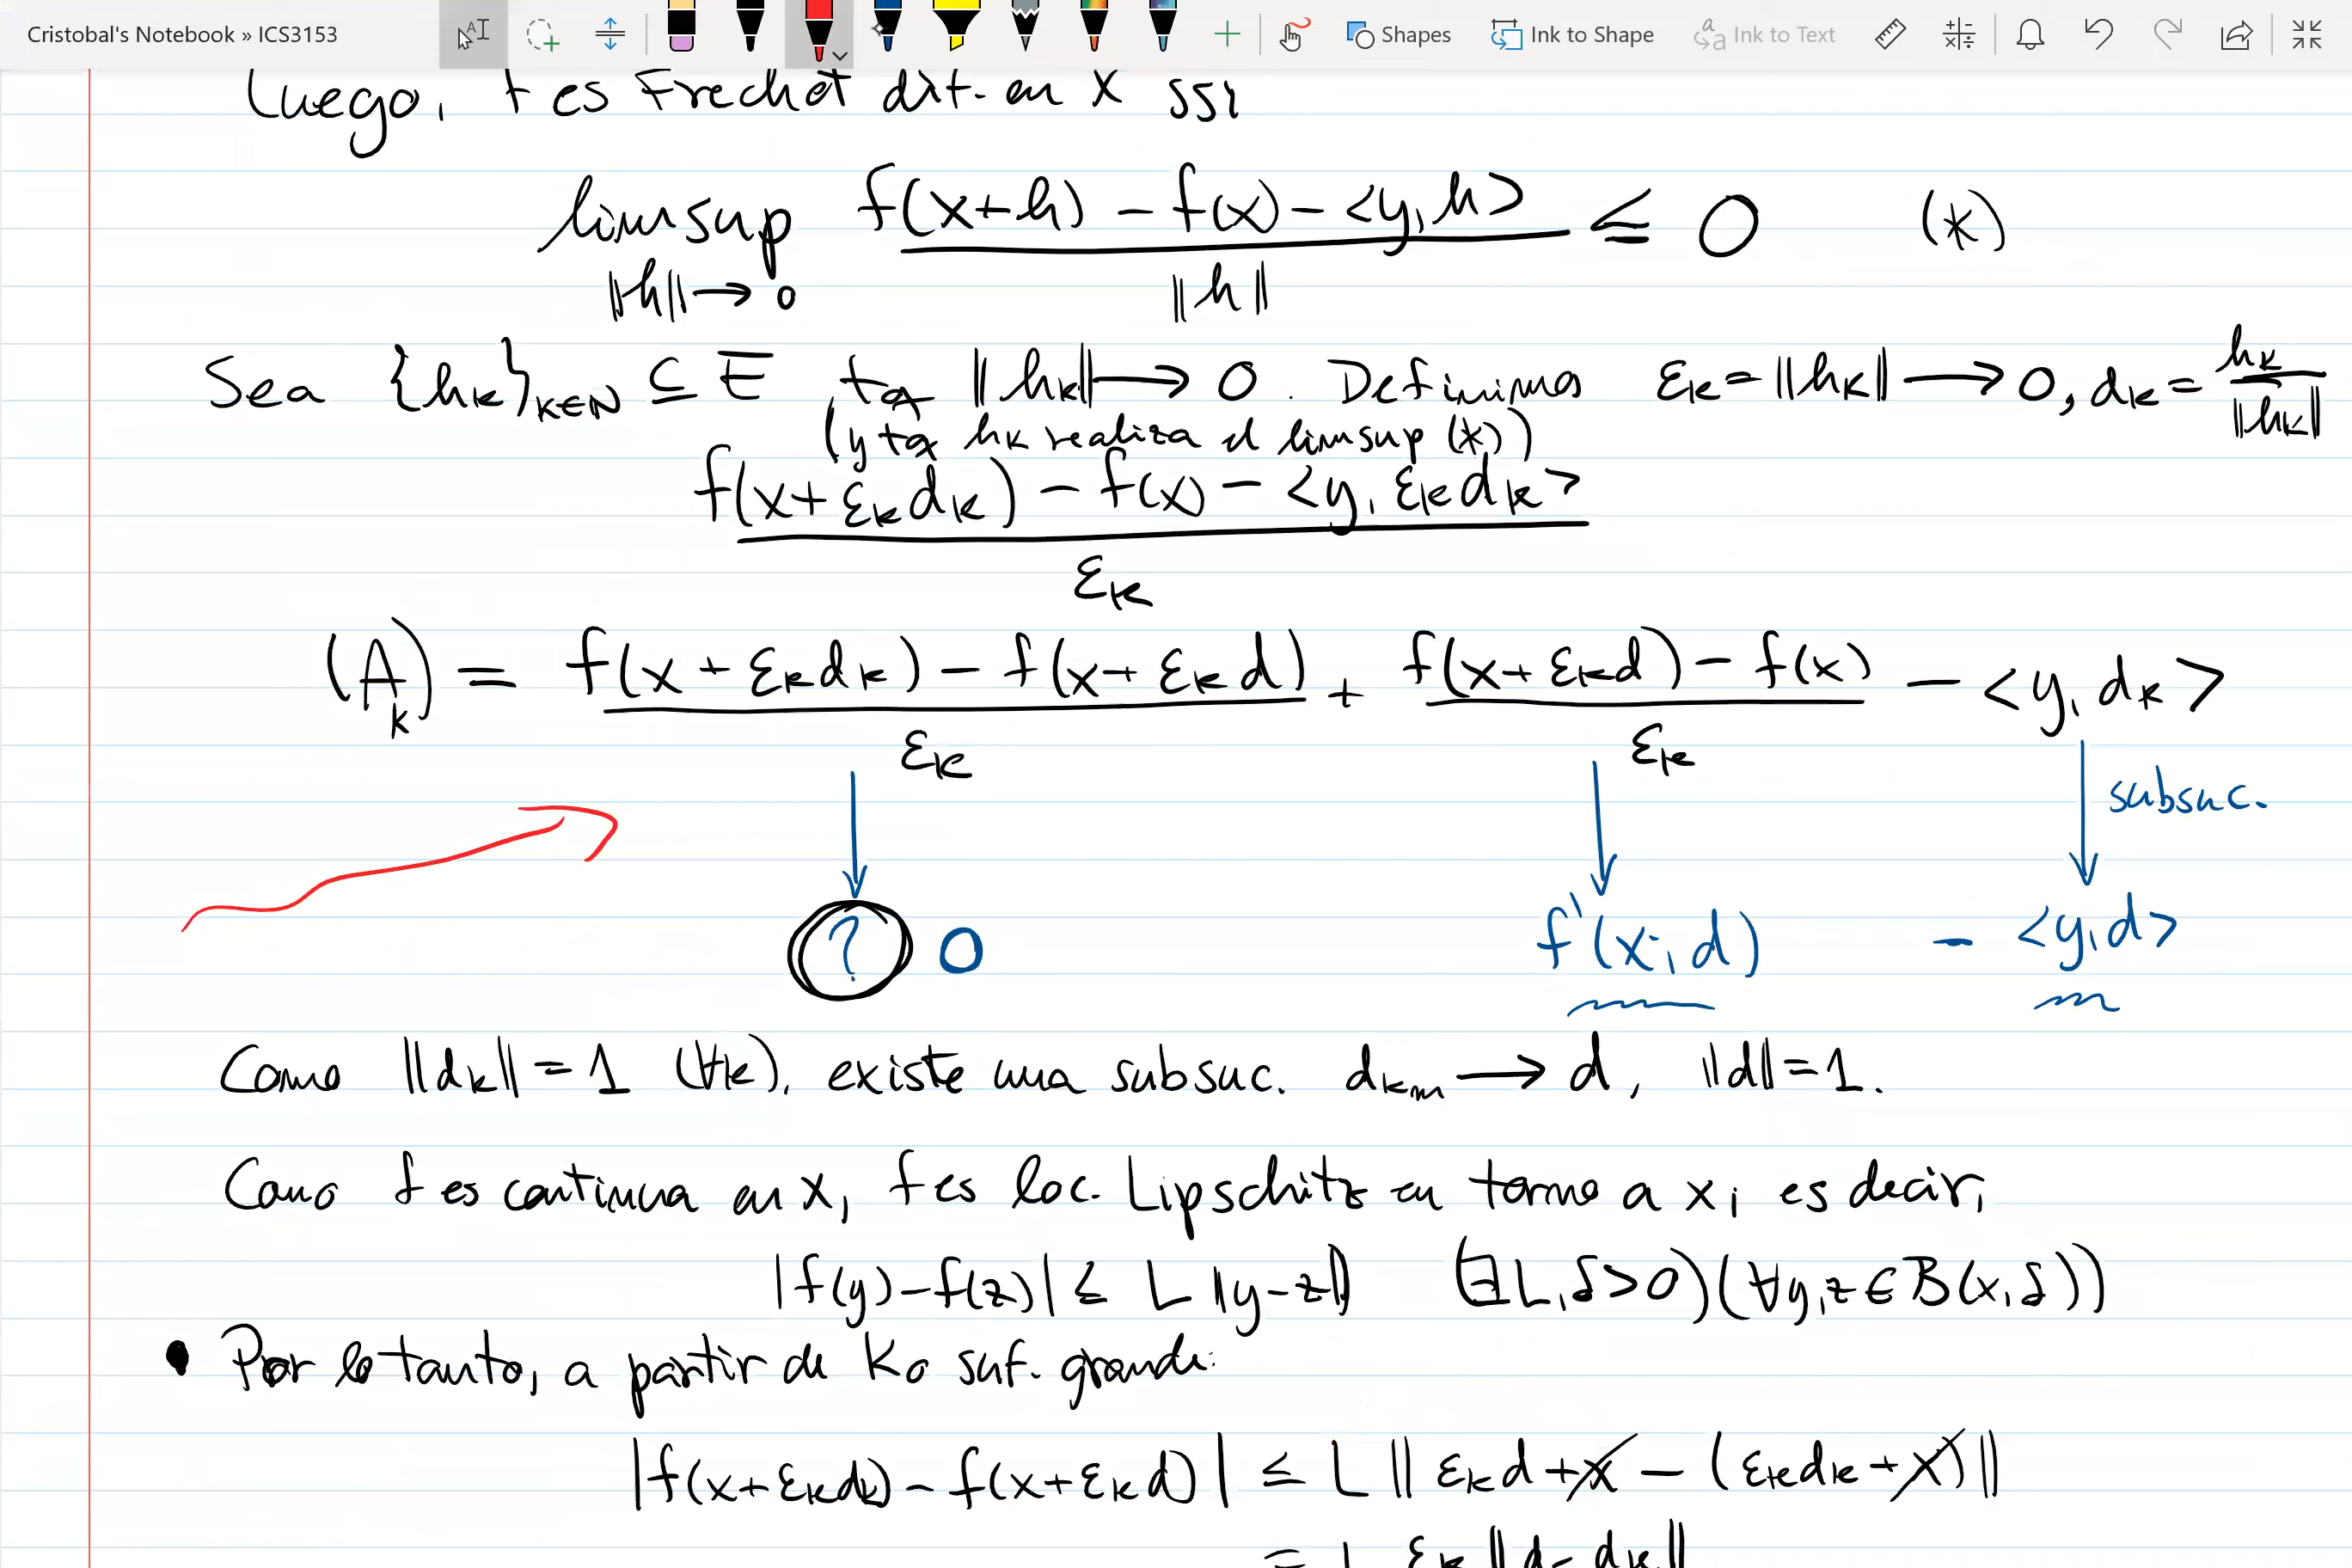 Cristobal's Notebook » ICS3153 Shapes Ink to Shape Ink to Text
Luego, f es Frechet dif. en x ssi
limsup f(x+h) - f(x) - <y,h> ≤ 0 (*)
||h|| → 0 ||h||
Sea {hk}k∈N ⊆ E tq ||hk|| → 0. Definimos εk = ||hk|| → 0, dk = hk / ||hk||
(y tq hk realiza el limsup (*))
f(x+εkdk) - f(x) - <y, εkdk>
εk
(Ak) = f(x + εkdk) - f(x + εkd) + f(x+εkd) - f(x) - <y, dk>
εk εk
subsuc.
? 0 f'(x;d) - <y,d>
Como ||dk|| = 1 (∀k), existe una subsuc. dkm → d, ||d|| = 1.
Como f es continua en x, f es loc. Lipschitz en torno a x, es decir,
|f(y) - f(z)| ≤ L ||y-z|| (∃L,δ>0)(∀y,z∈B(x,δ))
• Por lo tanto, a partir de Ko suf. grande:
|f(x+εkdk) - f(x+εkd)| ≤ L || εkd + x - (εkdk + x) ||
= L εk ||d - dk||